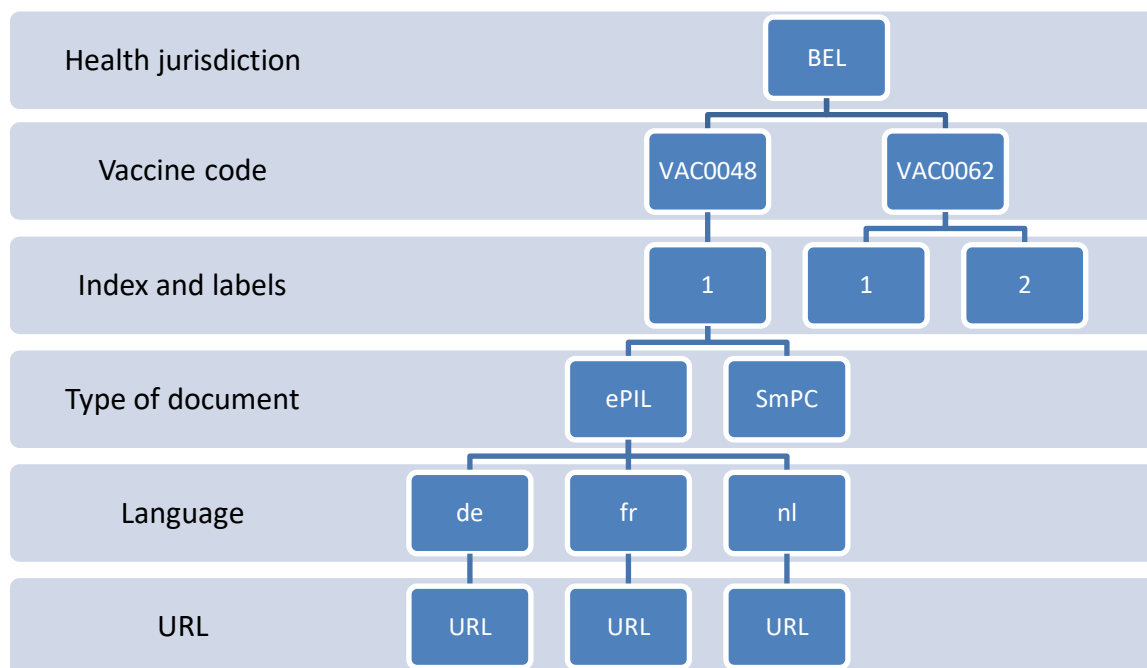 Health jurisdiction
BEL
Vaccine code
VAC0048
VAC0062
Index and labels
1
1
2
Type of document
ePIL
SmPC
Language
de
fr
nl
URL
URL
URL
URL